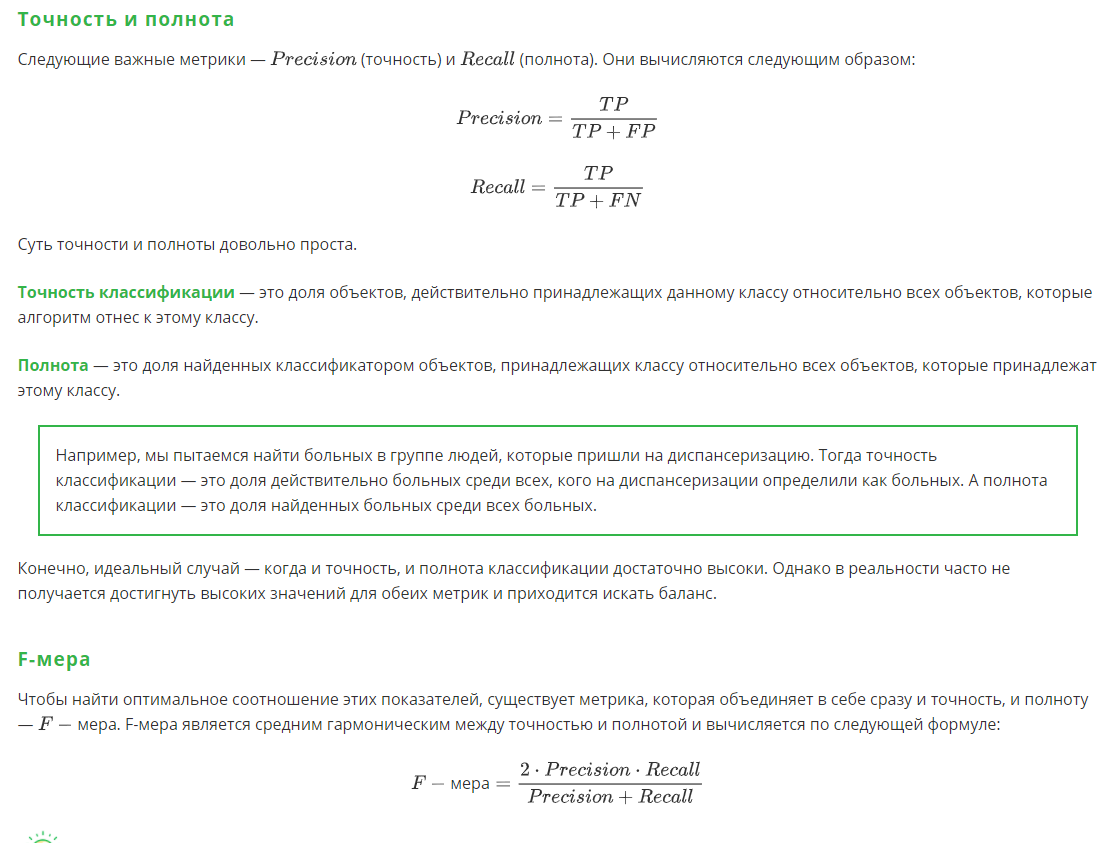 Точность и полнота
Следующие важные метрики — Precision (точность) и Recall (полнота). Они вычисляются следующим образом:
Precision = TP / (TP + FP)
Recall = TP / (TP + FN)
Суть точности и полноты довольно проста.
Точность классификации — это доля объектов, действительно принадлежащих данному классу относительно всех объектов, которые
алгоритм отнес к этому классу.
Полнота — это доля найденных классификатором объектов, принадлежащих классу относительно всех объектов, которые принадлежат
этому классу.
Например, мы пытаемся найти больных в группе людей, которые пришли на диспансеризацию. Тогда точность
классификации — это доля действительно больных среди всех, кого на диспансеризации определили как больных. А полнота
классификации — это доля найденных больных среди всех больных.
Конечно, идеальный случай — когда и точность, и полнота классификации достаточно высоки. Однако в реальности часто не
получается достигнуть высоких значений для обеих метрик и приходится искать баланс.
F-мера
Чтобы найти оптимальное соотношение этих показателей, существует метрика, которая объединяет в себе сразу и точность, и полноту
— F − мера. F-мера является средним гармоническим между точностью и полнотой и вычисляется по следующей формуле:
F − мера = 2 · Precision · Recall / (Precision + Recall)